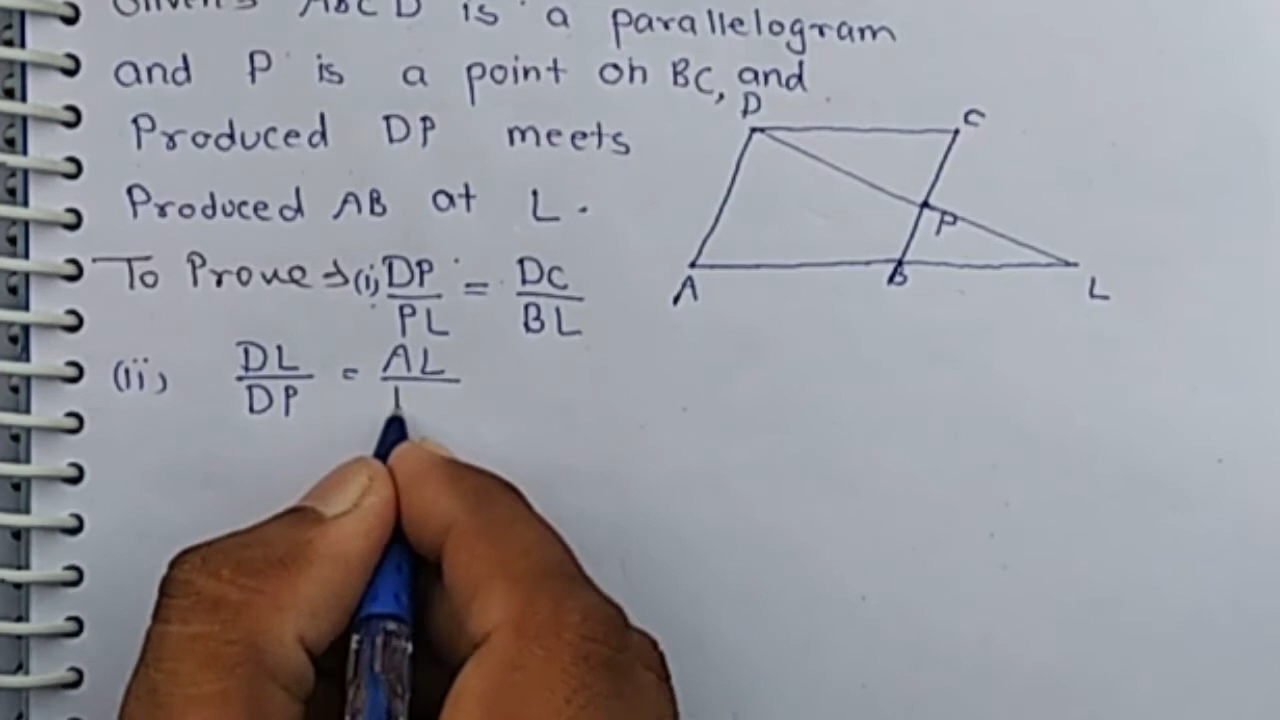 Given:- ABCD is a parallelogram
and P is a point on BC, and
Produced DP meets
Produced AB at L.
To Prove :- (i) DP/PL = DC/BL
(ii) DL/DP = AL/
D C
P
A B L